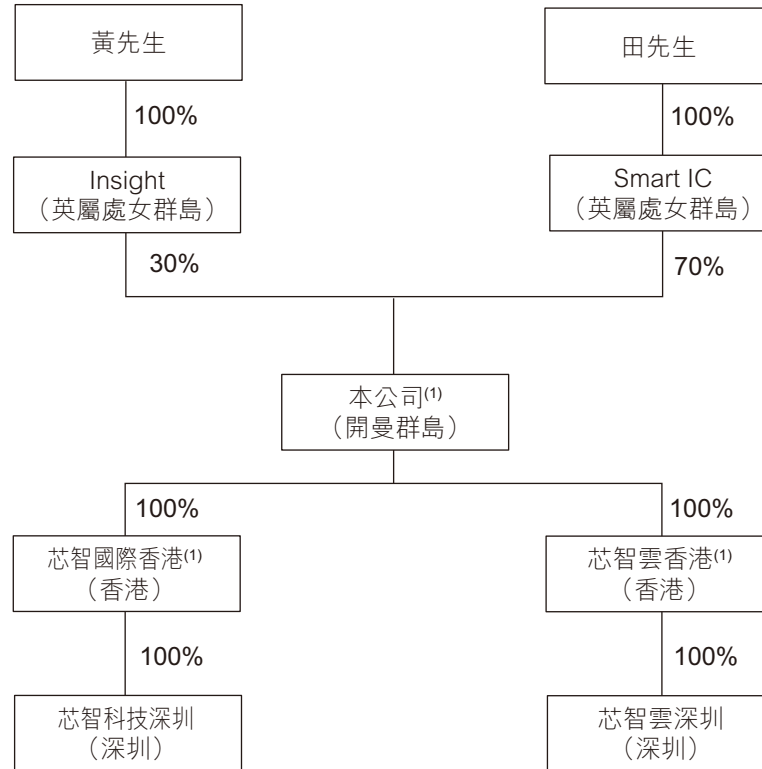 黃先生
田先生
100%
100%
Insight
（英屬處女群島）
Smart IC
（英屬處女群島）
30%
70%
本公司⁽¹⁾
（開曼群島）
100%
100%
芯智國際香港⁽¹⁾
（香港）
芯智雲香港⁽¹⁾
（香港）
100%
100%
芯智科技深圳
（深圳）
芯智雲深圳
（深圳）